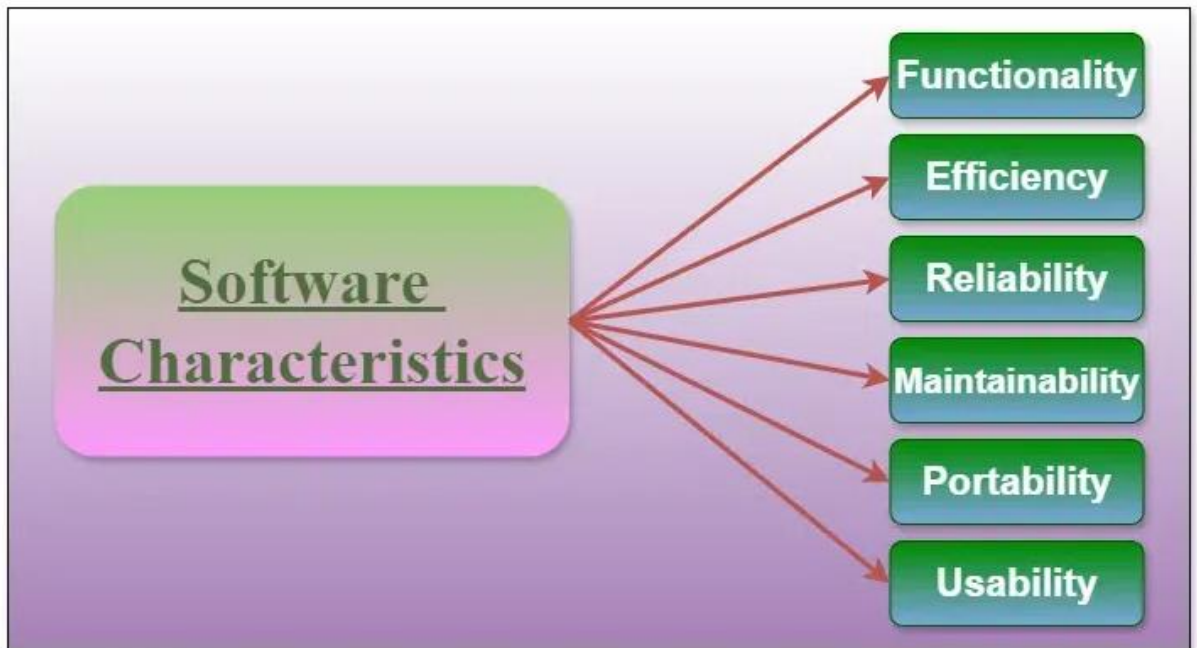 Software
Characteristics
Functionality
Efficiency
Reliability
Maintainability
Portability
Usability